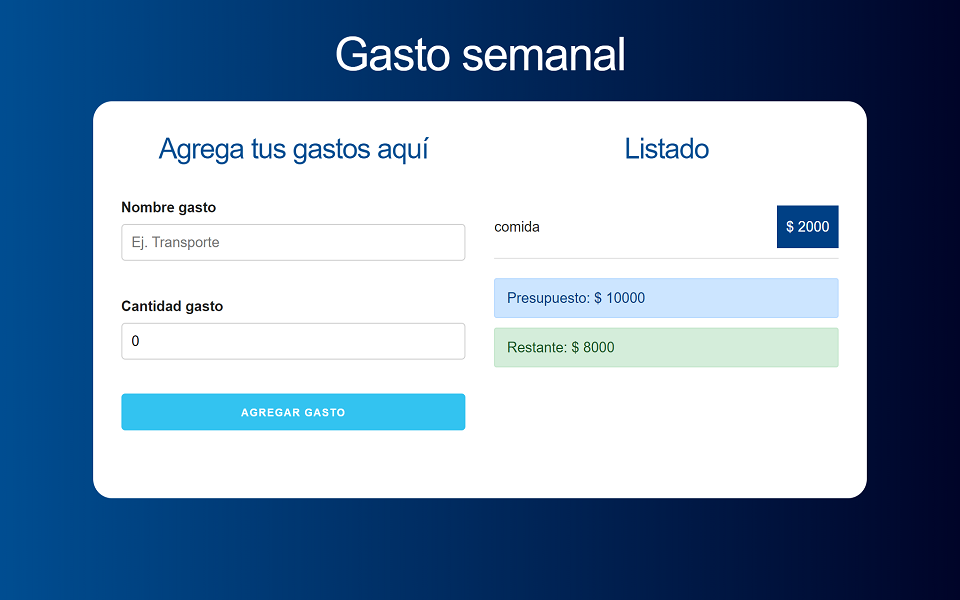 Gasto semanal
Agrega tus gastos aquí
Nombre gasto
Ej. Transporte
Cantidad gasto
0
AGREGAR GASTO
Listado
comida
$ 2000
Presupuesto: $ 10000
Restante: $ 8000